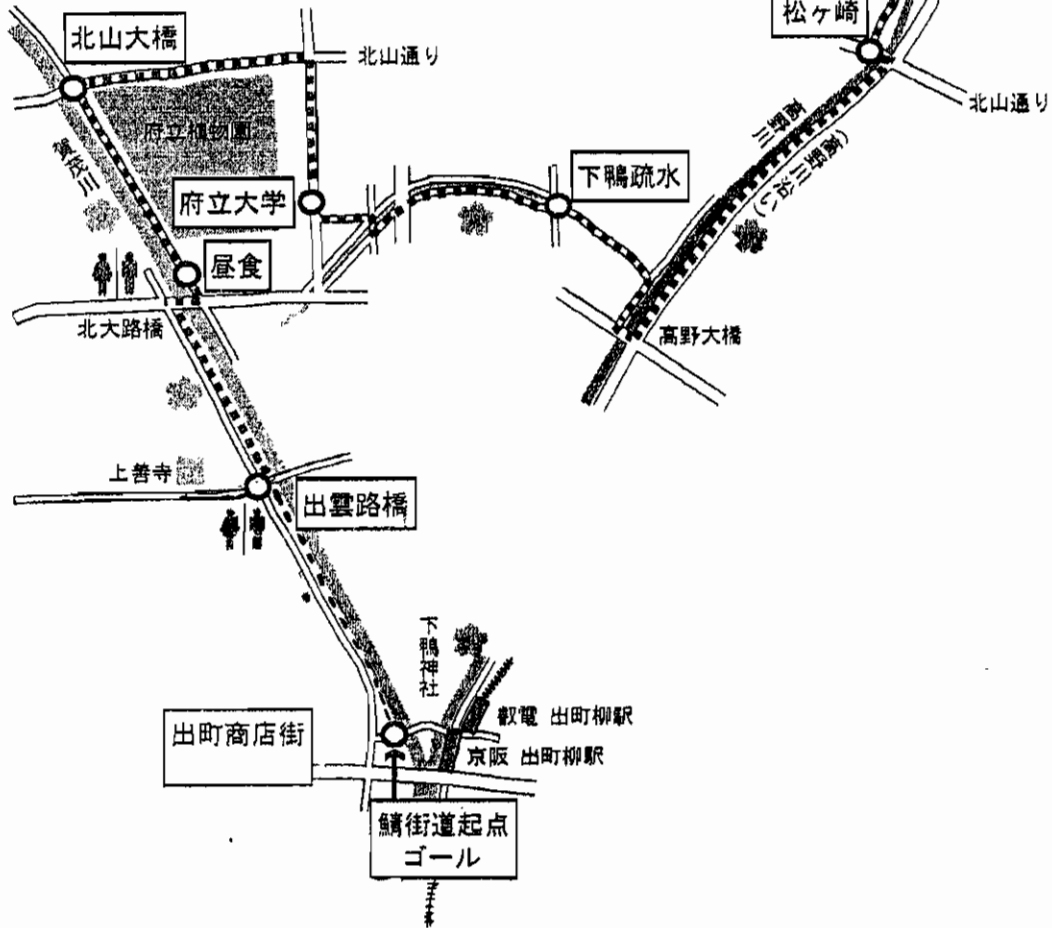 松ヶ崎
北山大橋
北山通り
北山通り
府立植物園
高野川
(高野川沿い)
賀茂川
下鴨疏水
府立大学
昼食
北大路橋
高野大橋
上善寺
出雲路橋
下鴨神社
叡電 出町柳駅
出町商店街
京阪 出町柳駅
鯖街道起点
ゴール